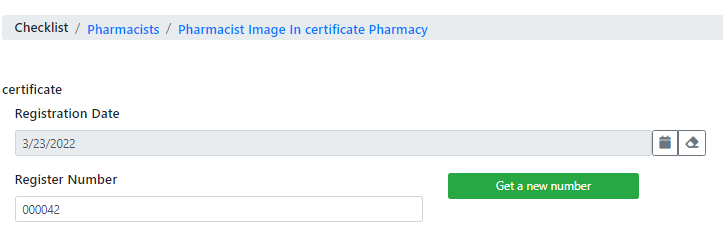 Checklist / Pharmacists / Pharmacist Image In certificate Pharmacy
certificate
Registration Date
3/23/2022
Register Number
Get a new number
000042